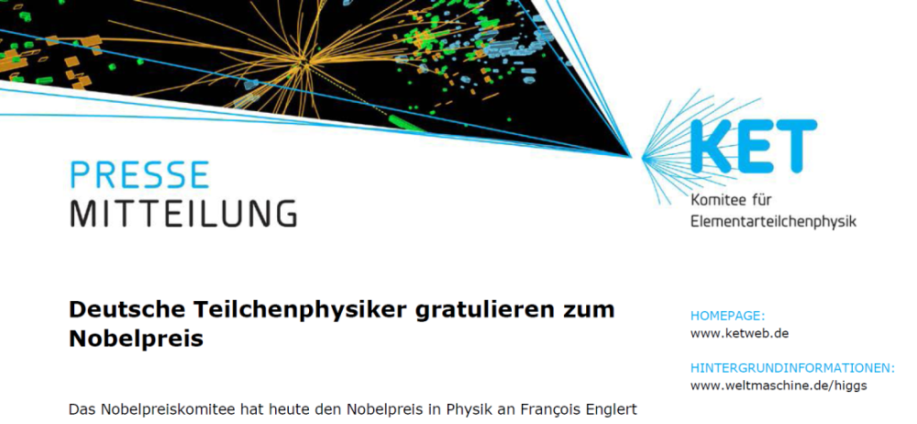 PRESSE
MITTEILUNG
KET
Komitee für
Elementarteilchenphysik
Deutsche Teilchenphysiker gratulieren zum
Nobelpreis
Das Nobelpreiskomitee hat heute den Nobelpreis in Physik an François Englert
HOMEPAGE:
www.ketweb.de
HINTERGRUNDINFORMATIONEN:
www.weltmaschine.de/higgs